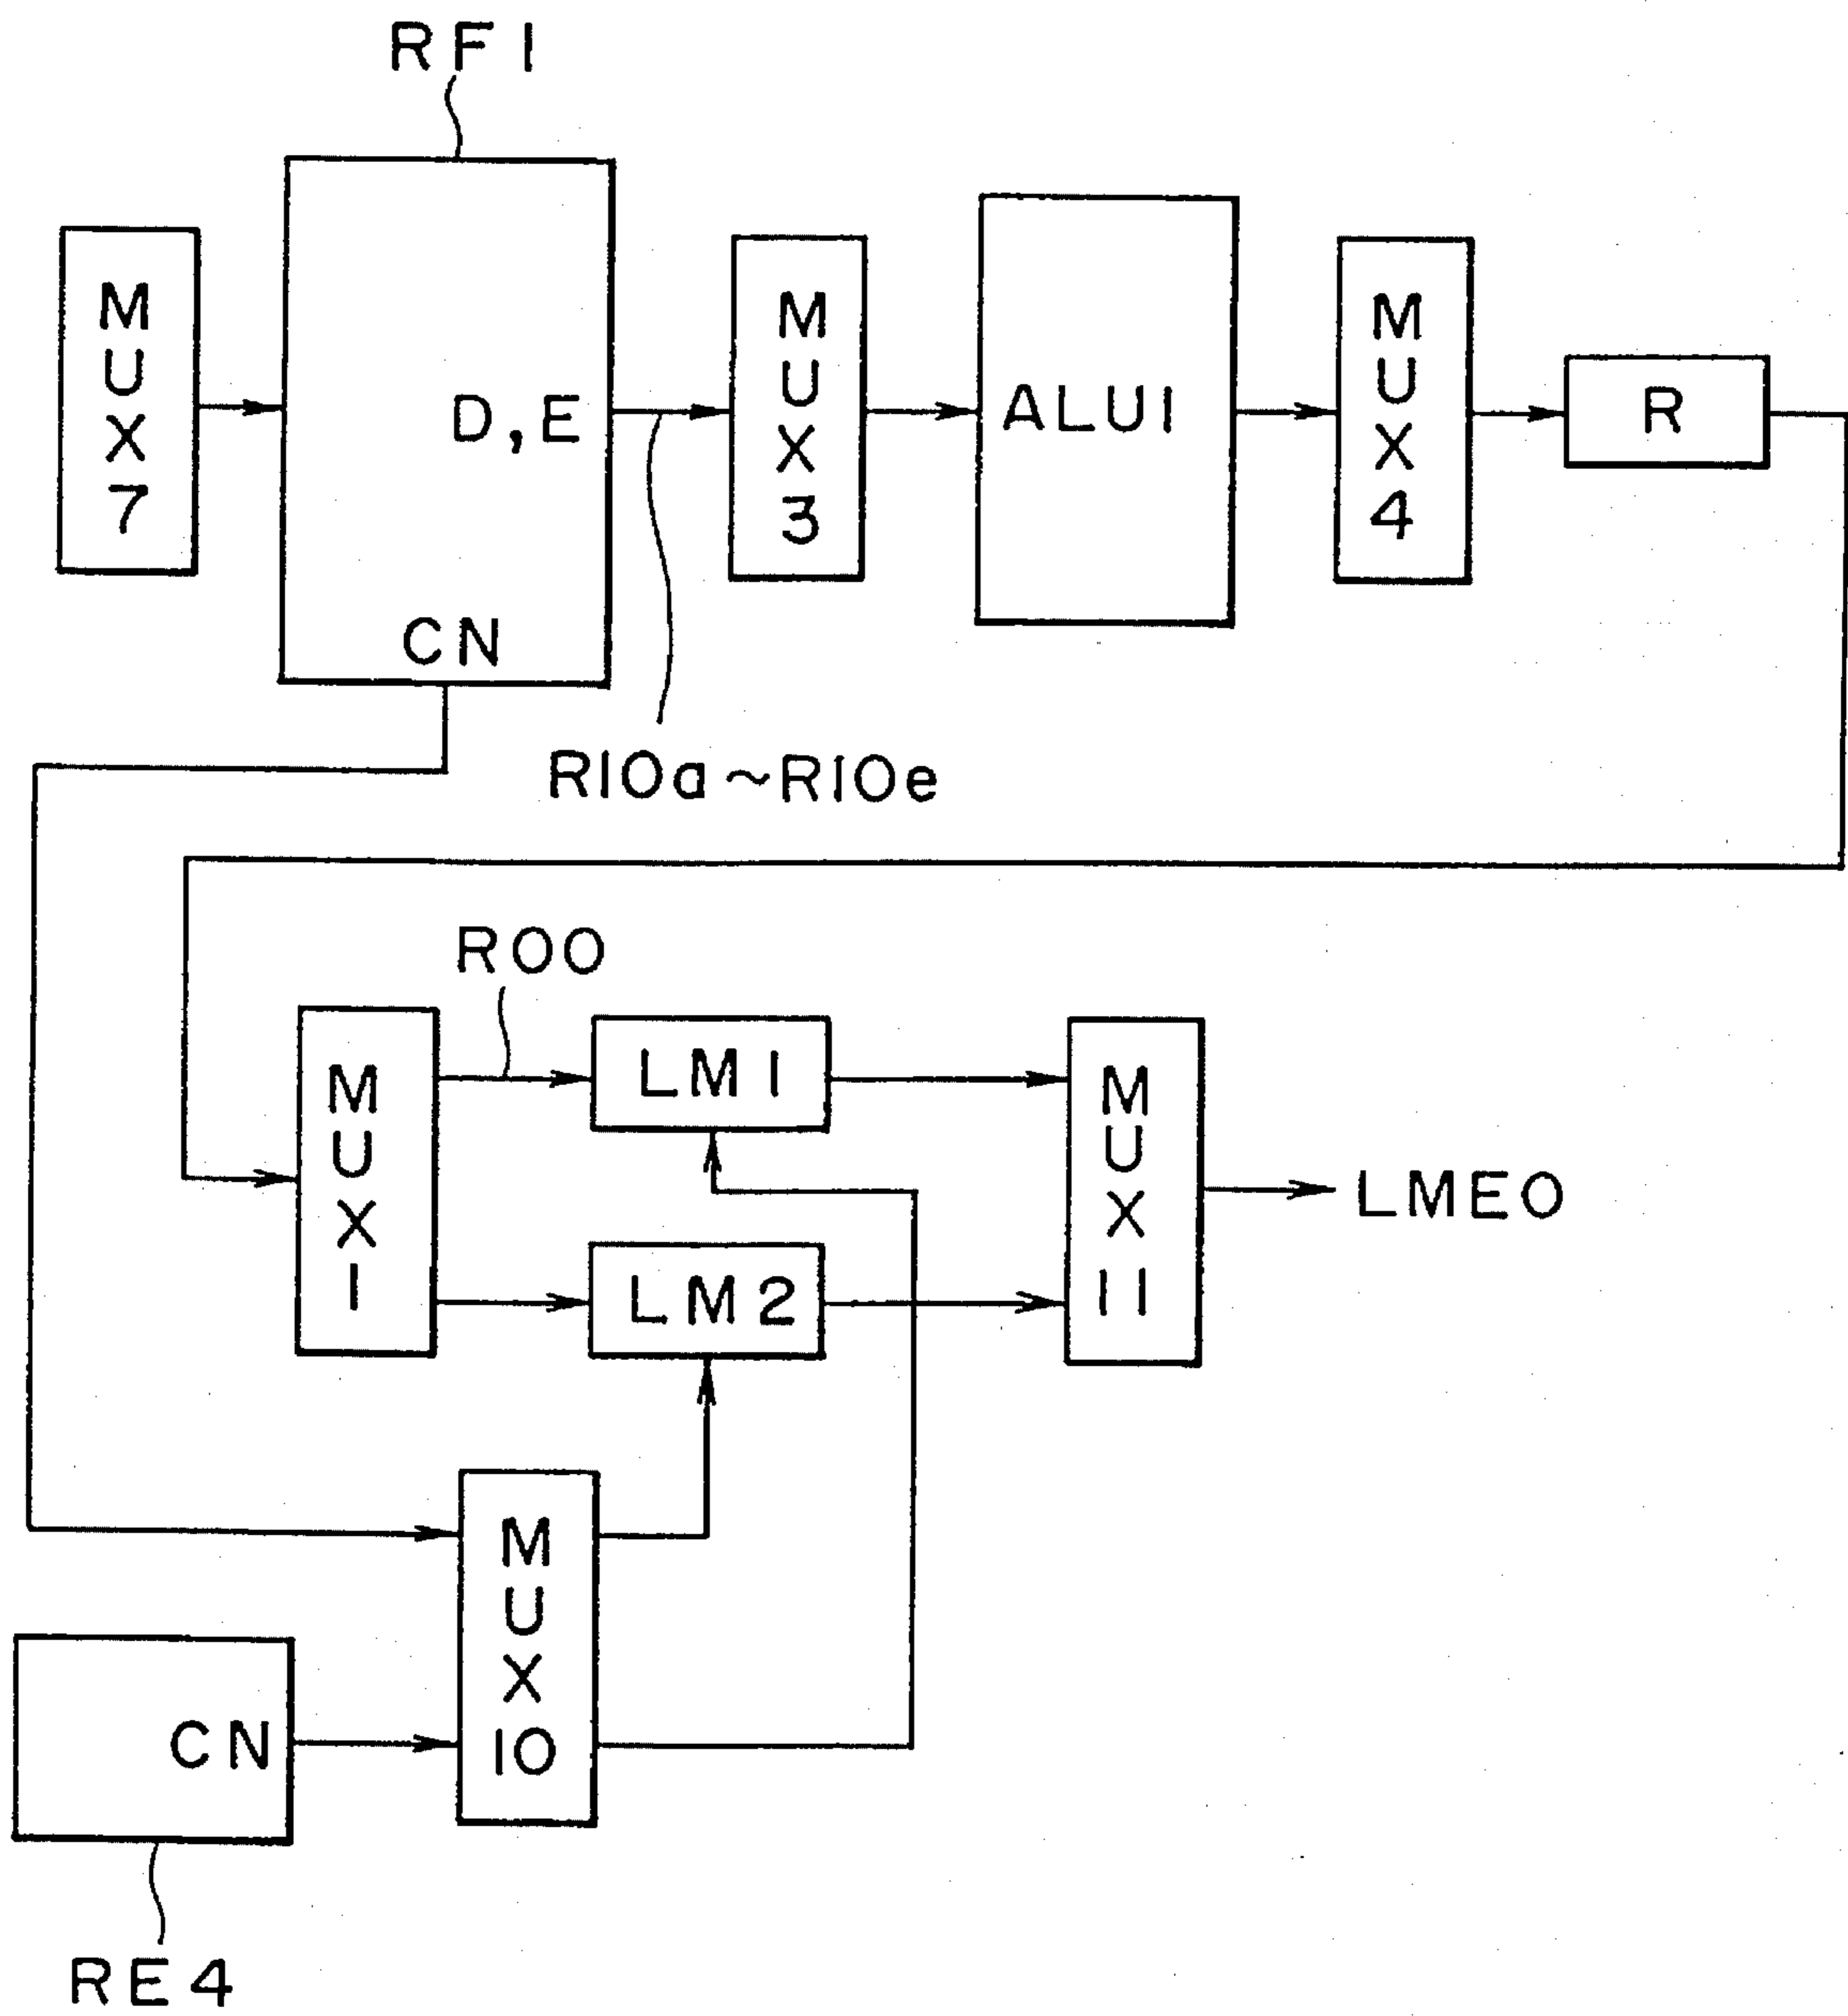 RF1
MUX7
D,E
CN
MUX3
ALU1
MUX4
R
R10a~R10e
R00
MUX1
LM1
LM2
MUX11
LMEO
MUX10
CN
RE4